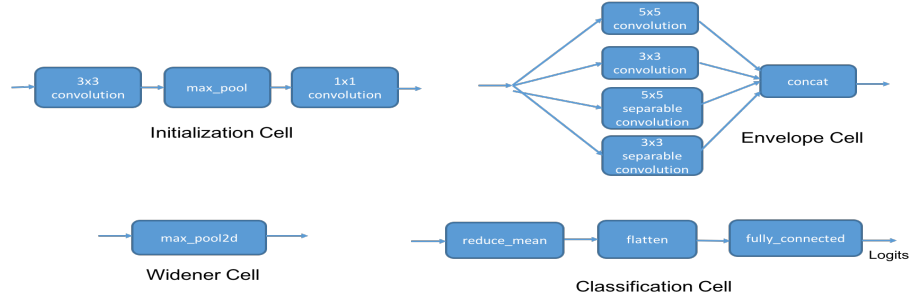 3x3
convolution
max_pool
1x1
convolution
Initialization Cell
5x5
convolution
3x3
convolution
5x5
separable
convolution
3x3
separable
convolution
concat
Envelope Cell
max_pool2d
Widener Cell
reduce_mean
flatten
fully_connected
Logits
Classification Cell